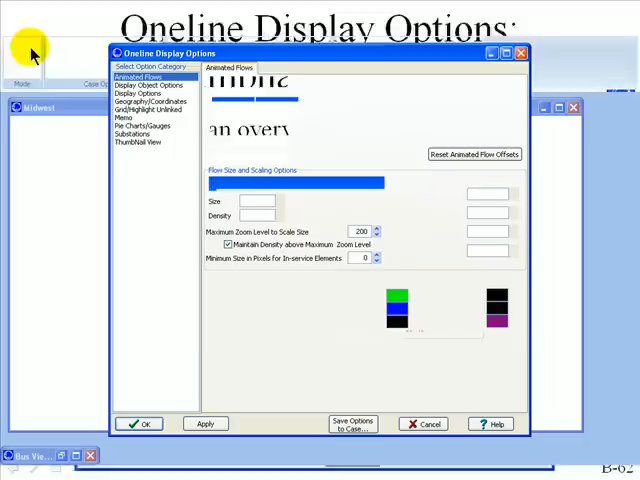 Oneline Display Options:
Oneline Display Options
Select Option Category
Animated Flows
Animated Flows
Display Object Options
Display Options
Geography/Coordinates
Grid/Highlight Unlinked
Memo
Pie Charts/Gauges
Substations
ThumbNail View
an overv
Reset Animated Flow Offsets
Flow Size and Scaling Options
Size
Density
Maximum Zoom Level to Scale Size 200
Maintain Density above Maximum Zoom Level
Minimum Size in Pixels for In-service Elements 0
OK
Apply
Save Options
to Case...
Cancel
Help
Mode
Case
Midwest
Bus Vie...
B-62